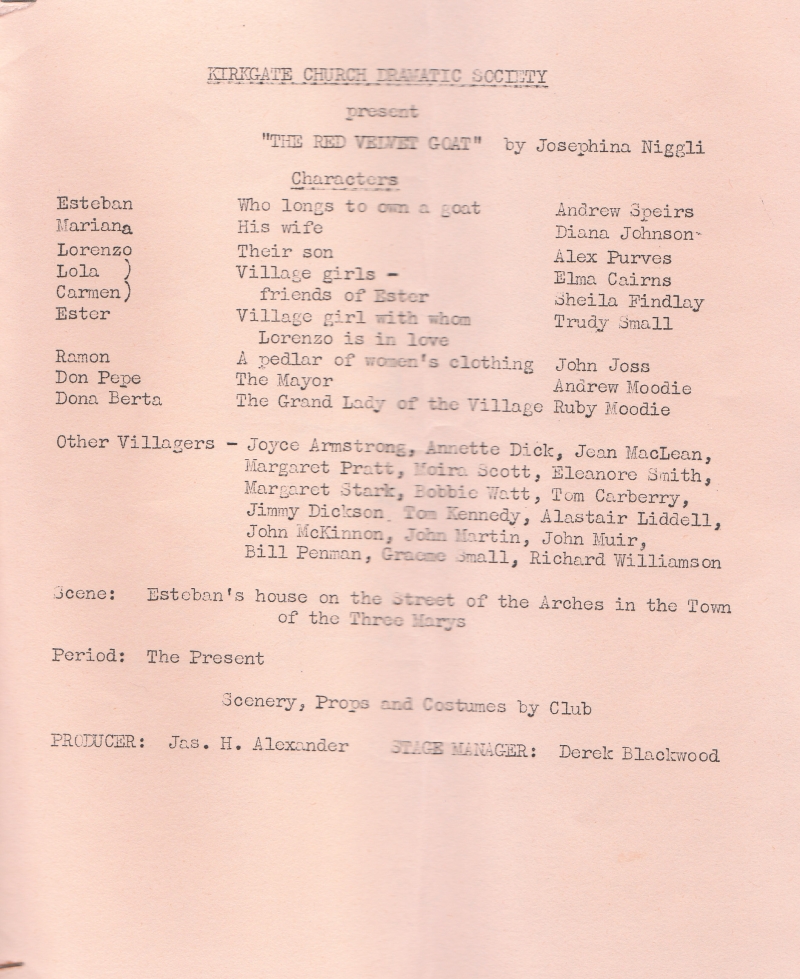 KIRKGATE CHURCH DRAMATIC SOCIETY
present
"THE RED VELVET GOAT" by Josephina Niggli
Characters
Esteban Who longs to own a goat Andrew Speirs
Mariana His wife Diana Johnson
Lorenzo Their son Alex Purves
Lola ) Village girls - Elma Cairns
Carmen) friends of Ester Sheila Findlay
Ester Village girl with whom Trudy Small
Lorenzo is in love
Ramon A pedlar of women's clothing John Joss
Don Pepe The Mayor Andrew Moodie
Dona Berta The Grand Lady of the Village Ruby Moodie
Other Villagers - Joyce Armstrong, Annette Dick, Jean MacLean,
Margaret Pratt, Moira Scott, Eleanore Smith,
Margaret Stark, Bobbie Watt, Tom Carberry,
Jimmy Dickson, Tom Kennedy, Alastair Liddell,
John McKinnon, John Martin, John Muir,
Bill Penman, Graeme Small, Richard Williamson
Scene: Esteban's house on the Street of the Arches in the Town
of the Three Marys
Period: The Present
Scenery, Props and Costumes by Club
PRODUCER: Jas. H. Alexander STAGE MANAGER: Derek Blackwood